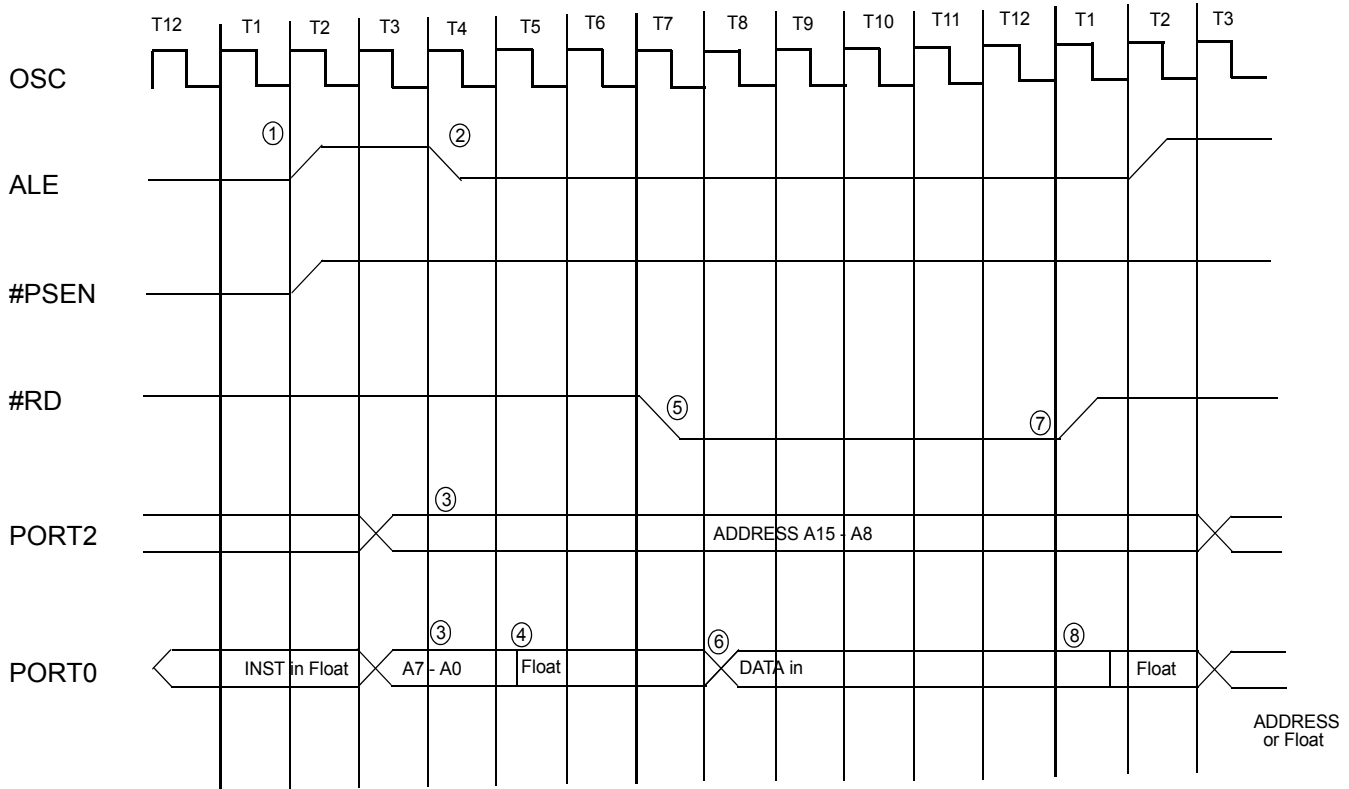 T12 T1 T2 T3 T4 T5 T6 T7 T8 T9 T10 T11 T12 T1 T2 T3
OSC
① ②
ALE
#PSEN
#RD
⑤ ⑦
③
PORT2
ADDRESS A15 - A8
③ ④ ⑥ ⑧
PORT0
INST in Float A7 - A0 Float DATA in Float
ADDRESS
or Float